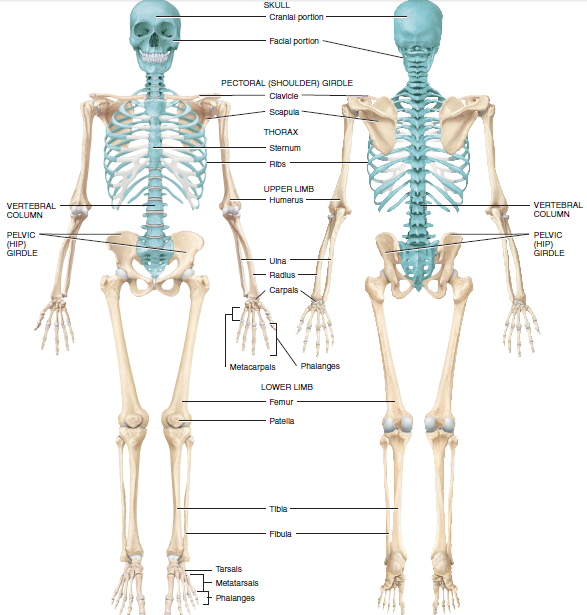 SKULL
Cranial portion
Facial portion
PECTORAL (SHOULDER) GIRDLE
Clavicle
Scapula
THORAX
Sternum
Ribs
UPPER LIMB
Humerus
VERTEBRAL
COLUMN
VERTEBRAL
COLUMN
PELVIC
(HIP)
GIRDLE
PELVIC
(HIP)
GIRDLE
Ulna
Radius
Carpals
Metacarpals
Phalanges
LOWER LIMB
Femur
Patella
Tibia
Fibula
Tarsals
Metatarsals
Phalanges